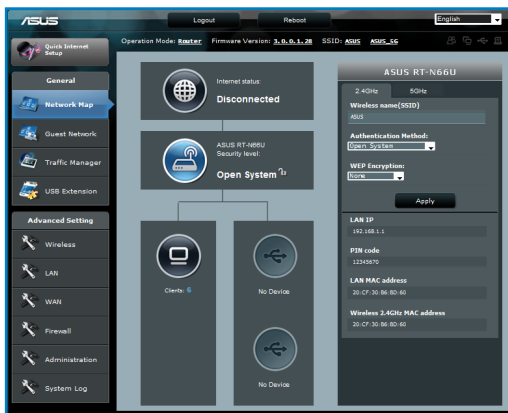 ASUS
Logout
Reboot
English
Quick Internet
Setup
Operation Mode: Router Firmware Version: 3.0.0.1.28 SSID: ASUS ASUS_5G
General
Network Map
Guest Network
Traffic Manager
USB Extension
Advanced Setting
Wireless
LAN
WAN
Firewall
Administration
System Log
Internet status:
Disconnected
ASUS RT-N66U
Security level:
Open System
Clients: 6
No Device
No Device
ASUS RT-N66U
2.4GHz
5GHz
Wireless name(SSID)
ASUS
Authentication Method:
Open System
WEP Encryption:
None
Apply
LAN IP
192.168.1.1
PIN code
12345670
LAN MAC address
20:CF:30:B6:BD:60
Wireless 2.4GHz MAC address
20:CF:30:B6:BD:60